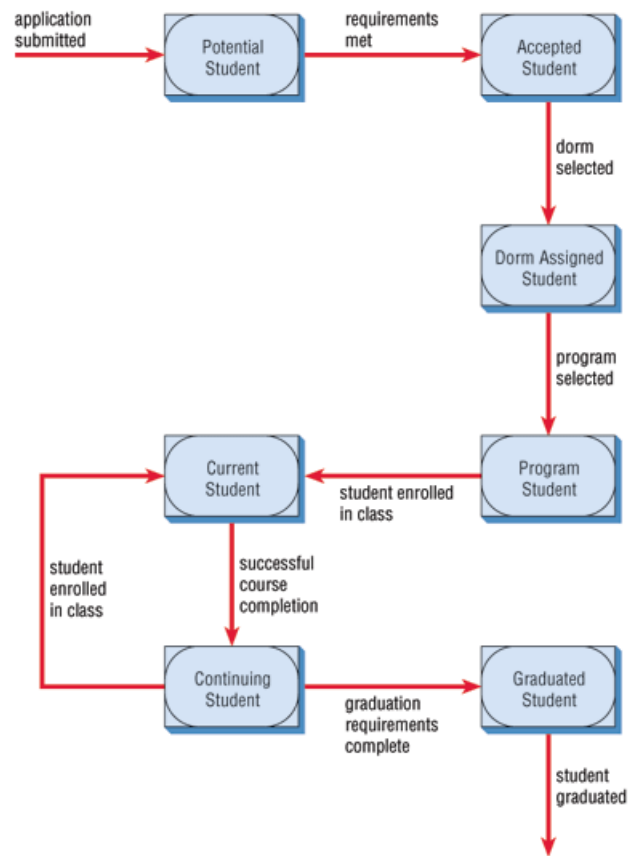 application
submitted
Potential
Student
requirements
met
Accepted
Student
dorm
selected
Dorm Assigned
Student
program
selected
Program
Student
student enrolled
in class
Current
Student
successful
course
completion
student
enrolled
in class
Continuing
Student
graduation
requirements
complete
Graduated
Student
student
graduated